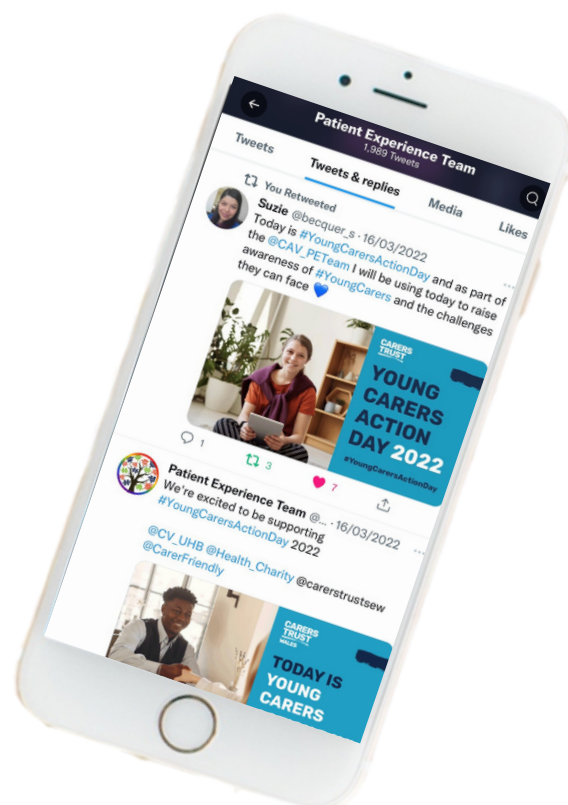 Patient Experience Team
1,989 Tweets
Tweets
Tweets & replies
Media
Likes
You Retweeted
Suzie @becquer_s · 16/03/2022
Today is #YoungCarersActionDay and as part of
the @CAV_PETeam I will be using today to raise
awareness of #YoungCarers and the challenges
they can face
CARERS
TRUST
YOUNG
CARERS
ACTION
DAY 2022
#YoungCarersActionDay
1
3
7
Patient Experience Team @... · 16/03/2022
We're excited to be supporting
#YoungCarersActionDay 2022
@CV_UHB @Health_Charity @carerstrustsew
@CarerFriendly
CARERS
TRUST
WALES
TODAY IS
YOUNG
CARERS